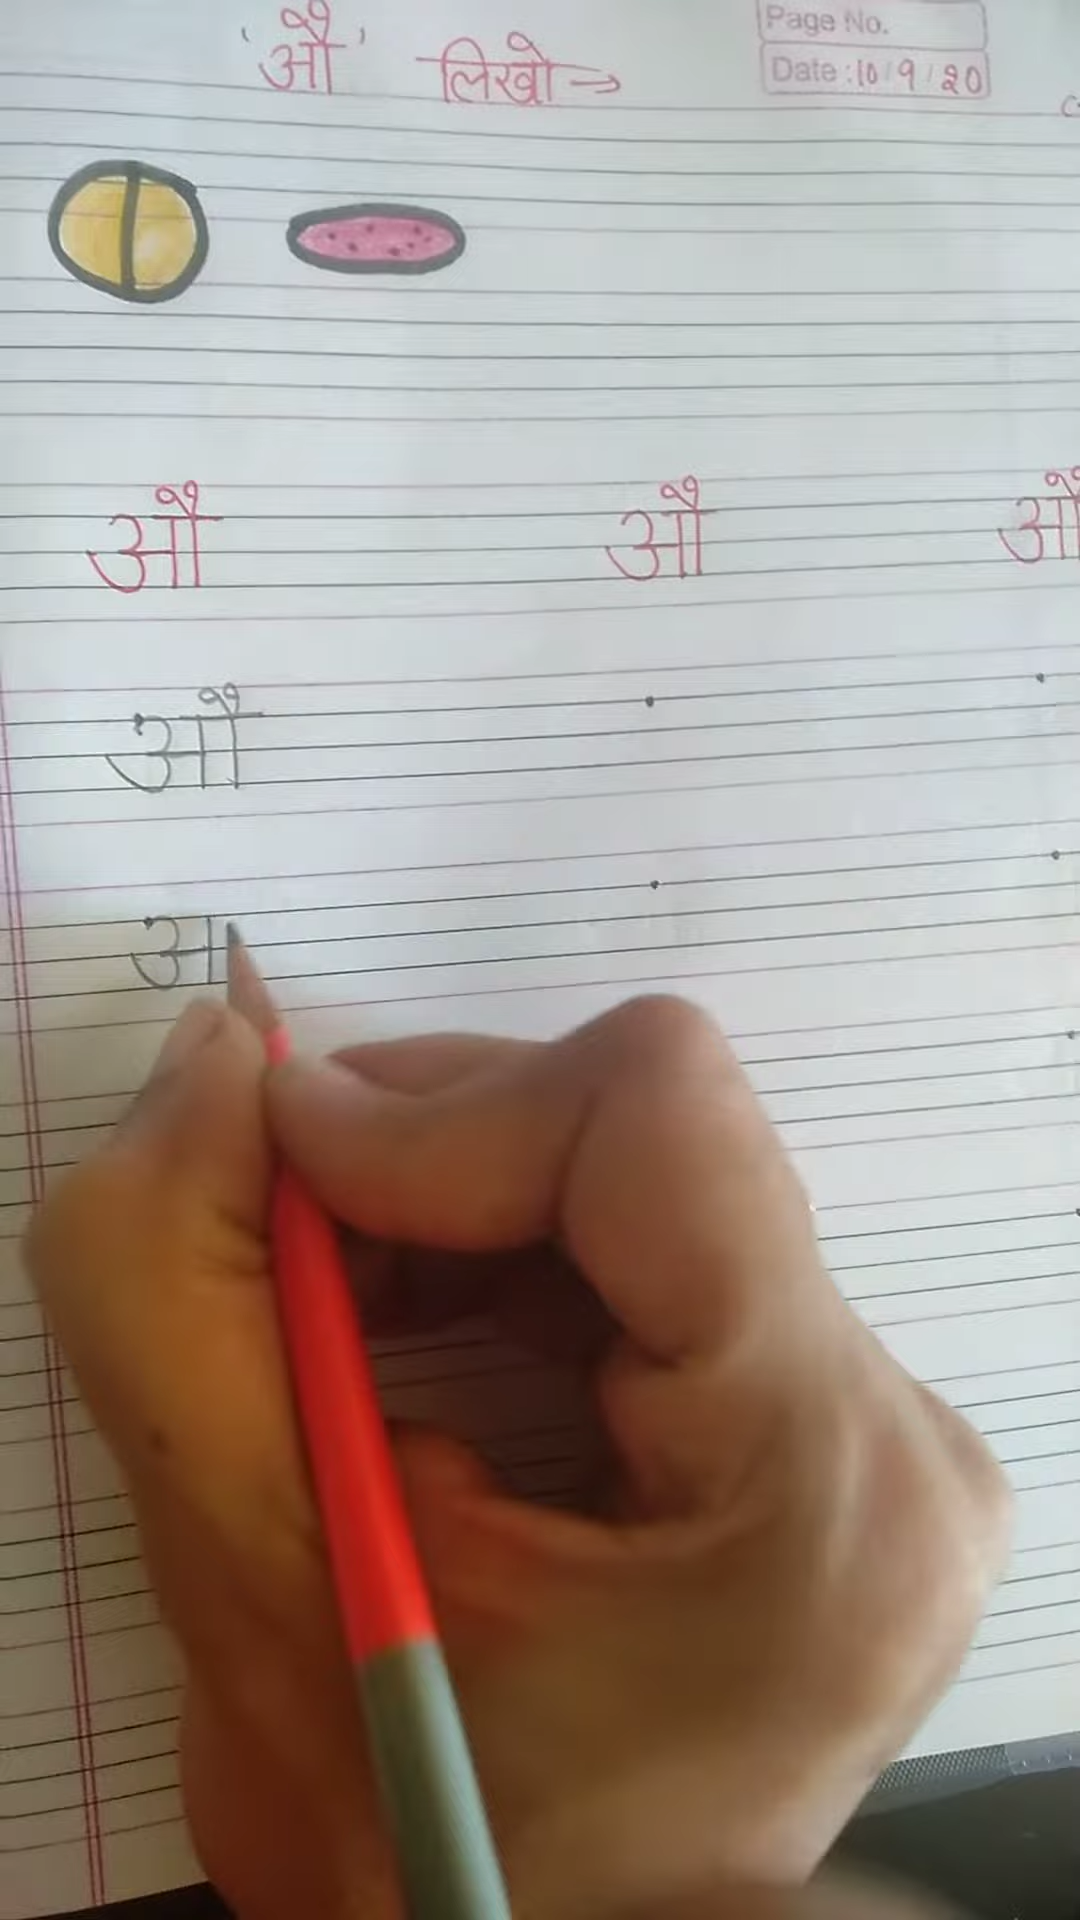 Page No.
'औ' लिखो → Date : 10/9/20
औ औ औ
औ
अ